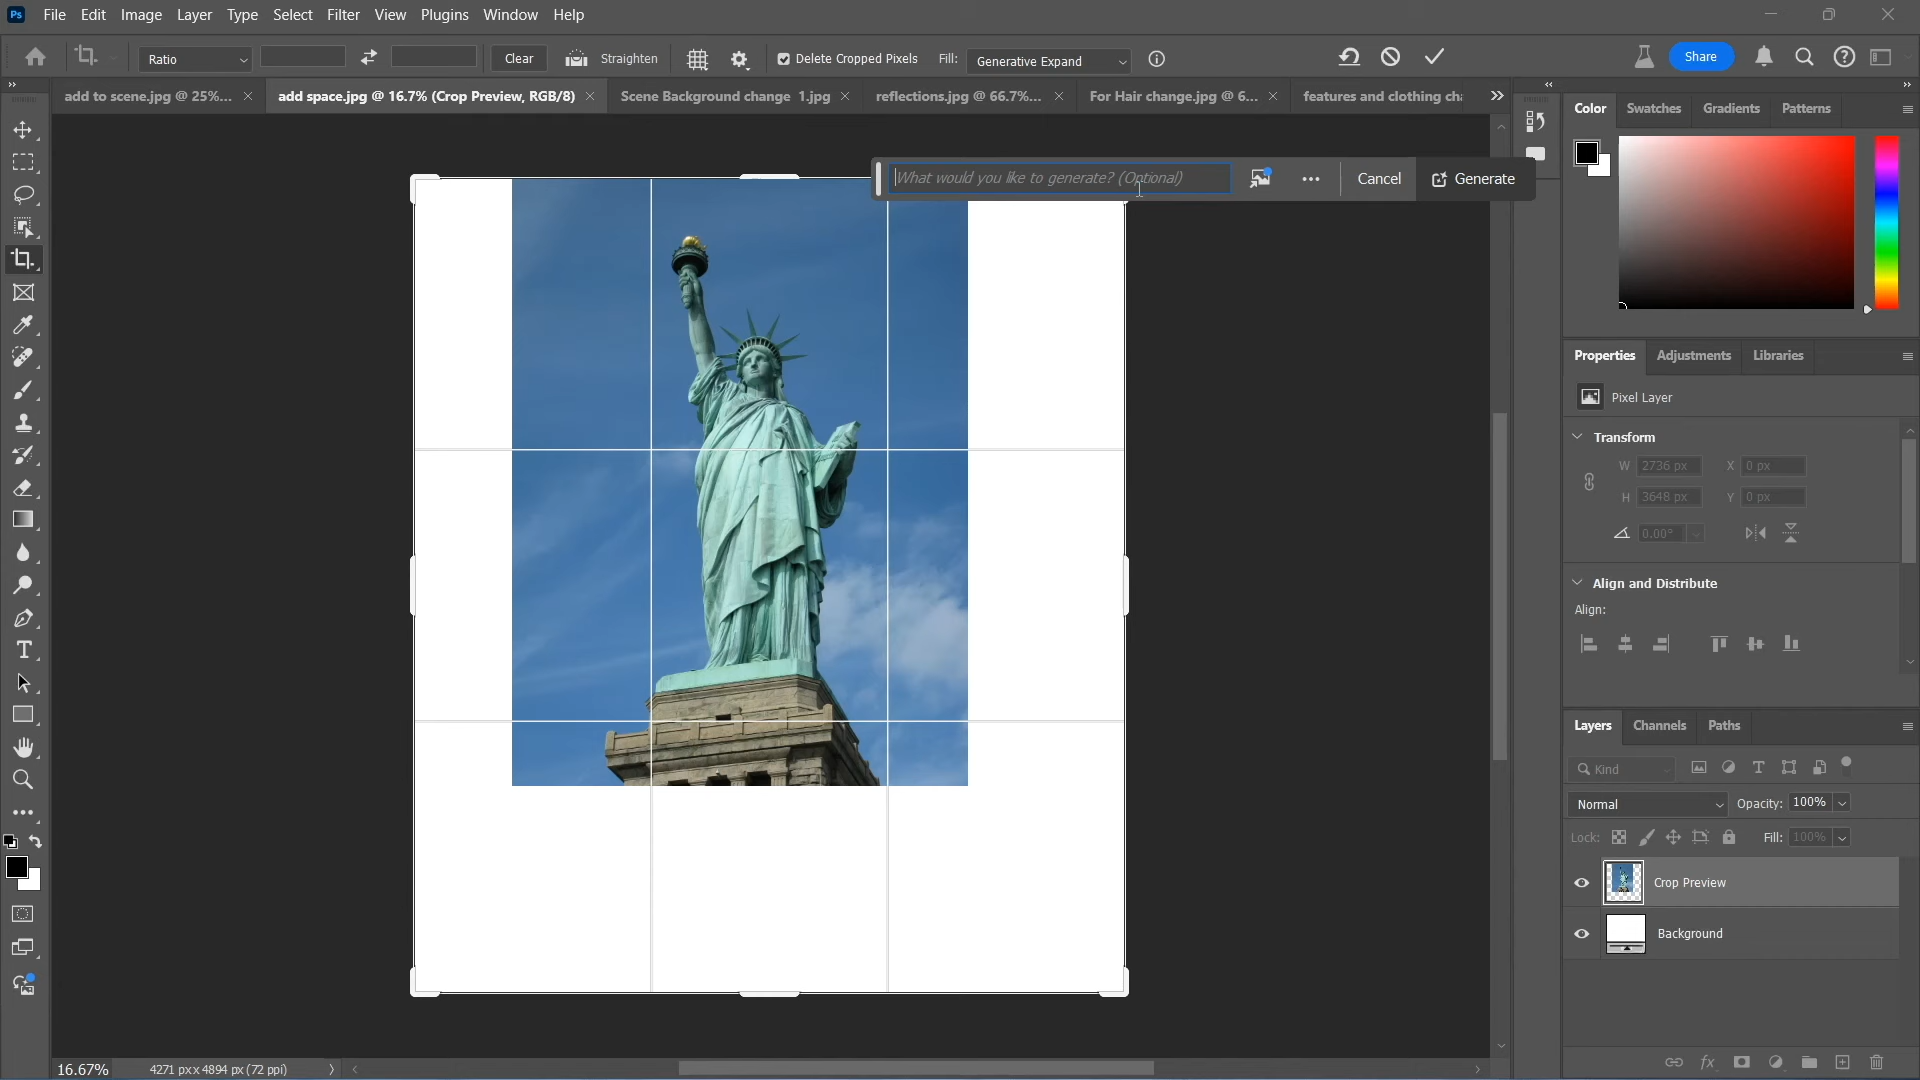 Ps File Edit Image Layer Type Select Filter View Plugins Window Help
Ratio Clear Straighten Delete Cropped Pixels Fill: Generative Expand Share
add to scene.jpg @ 25%... add space.jpg @ 16.7% (Crop Preview, RGB/8) Scene Background change 1.jpg reflections.jpg @ 66.7%... For Hair change.jpg @ 6... features and clothing ch
What would you like to generate? (Optional) Cancel Generate
Color Swatches Gradients Patterns
Properties Adjustments Libraries
Pixel Layer
Transform
W 2736 px X 0 px
H 3648 px Y 0 px
0.00°
Align and Distribute
Align:
Layers Channels Paths
Kind
Normal Opacity: 100%
Lock: Fill: 100%
Crop Preview
Background
fx
16.67% 4271 px x 4894 px (72 ppi)